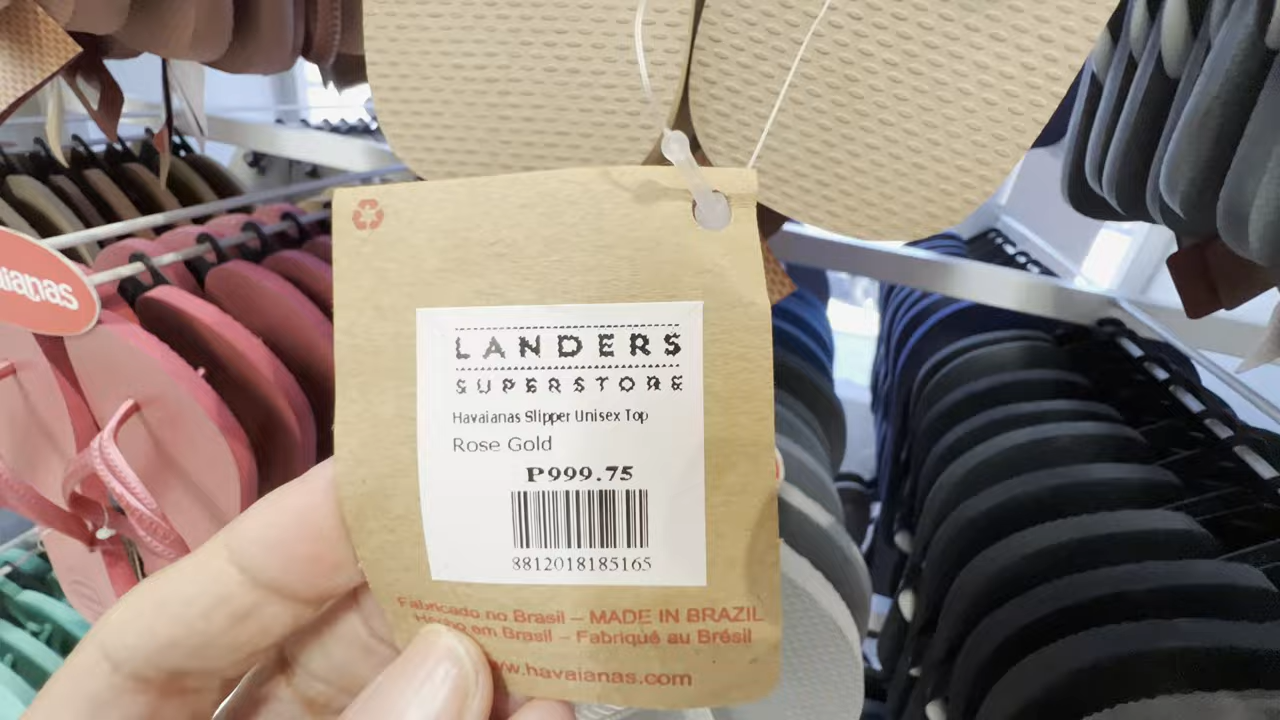 LANDERS
SUPERSTORE
Havaianas Slipper Unisex Top
Rose Gold
P999.75
8812018185165
Fabricado no Brasil – MADE IN BRAZIL
Hecho em Brasil – Fabriqué au Brésil
www.havaianas.com
aianas